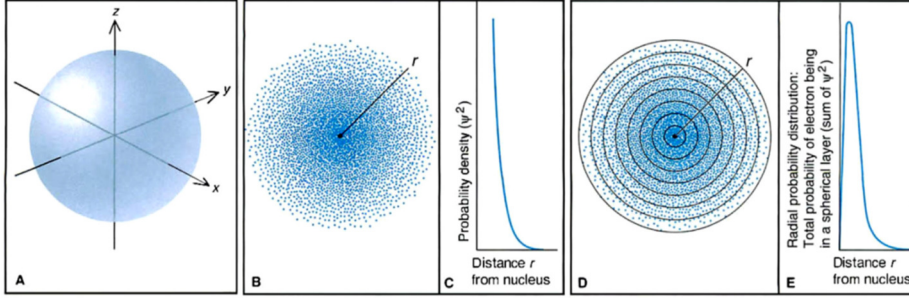 z
y
x
A
r
B
Probability density (ψ²)
Distance r
from nucleus
C
r
D
Radial probability distribution:
Total probability of electron being
in a spherical layer (sum of ψ²)
Distance r
from nucleus
E